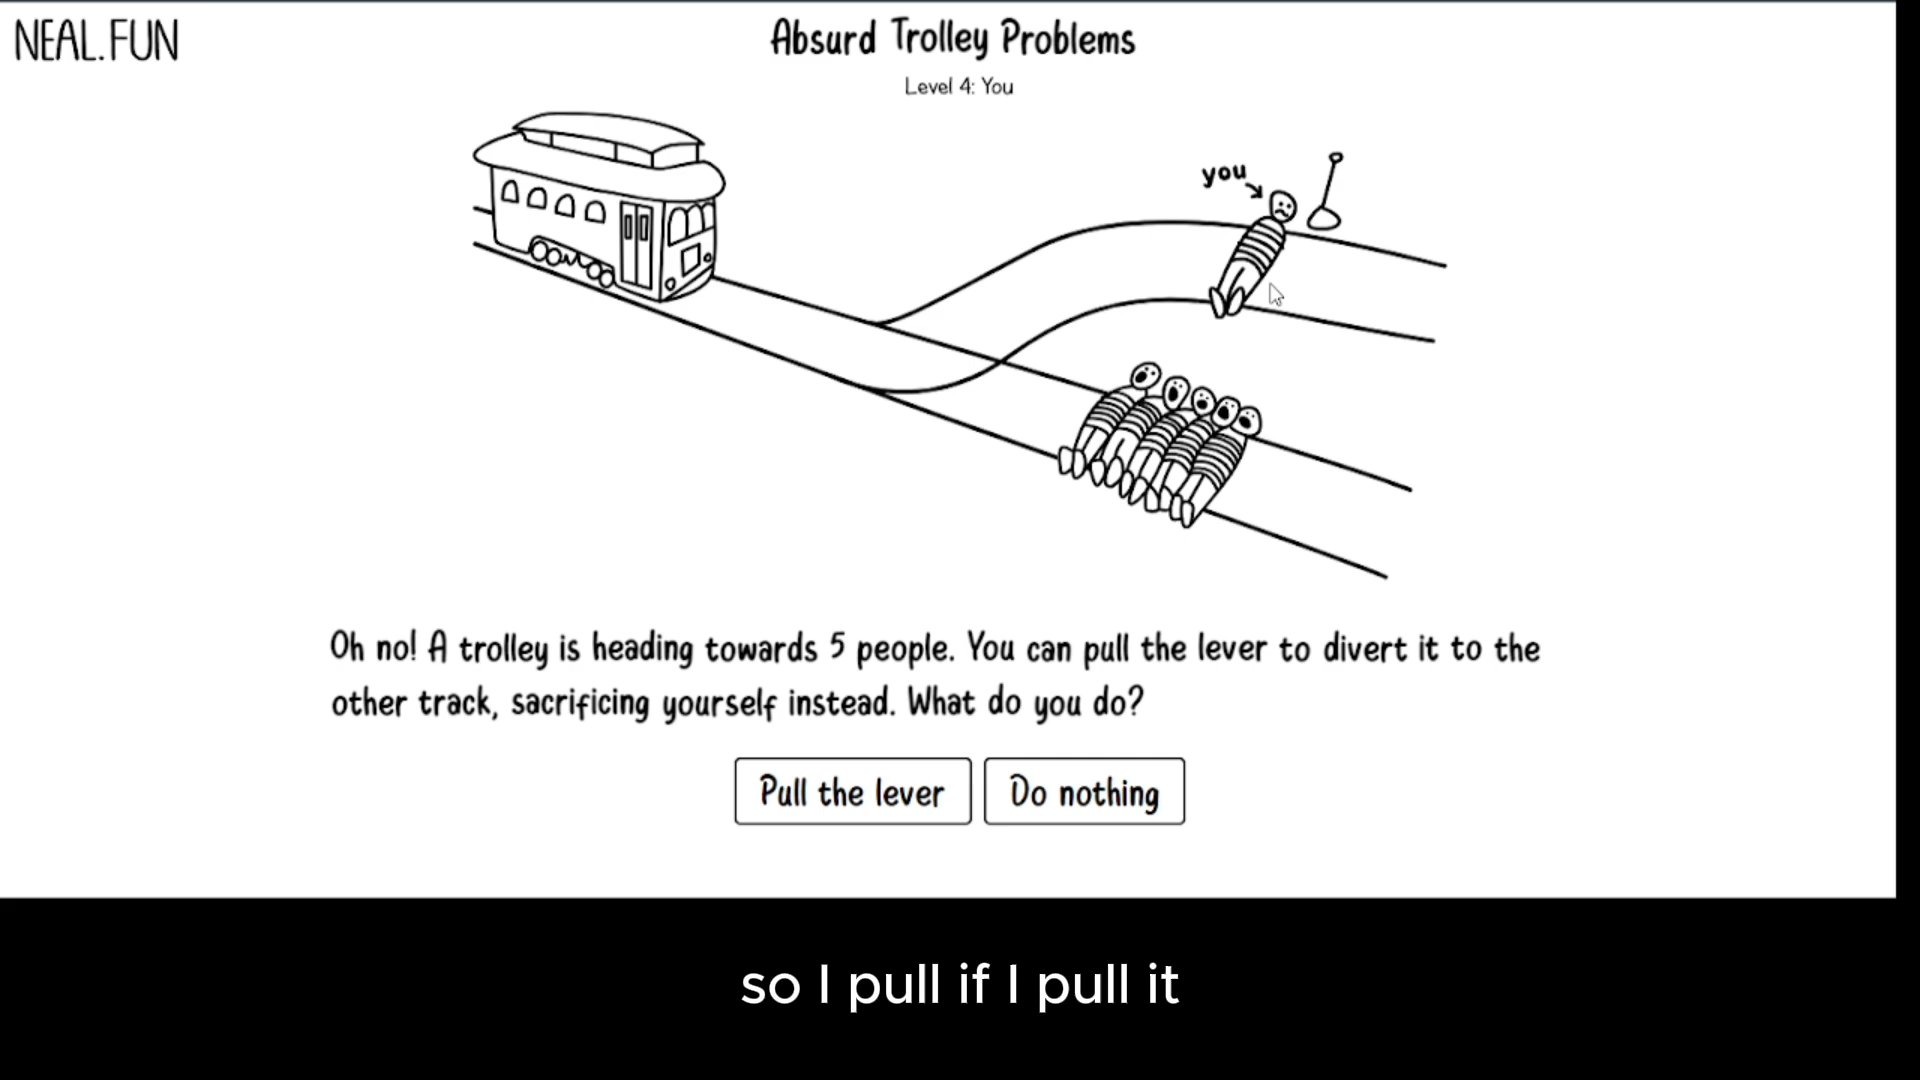 NEAL.FUN
Absurd Trolley Problems
Level 4: You
you
Oh no! A trolley is heading towards 5 people. You can pull the lever to divert it to the
other track, sacrificing yourself instead. What do you do?
Pull the lever
Do nothing
so I pull if I pull it